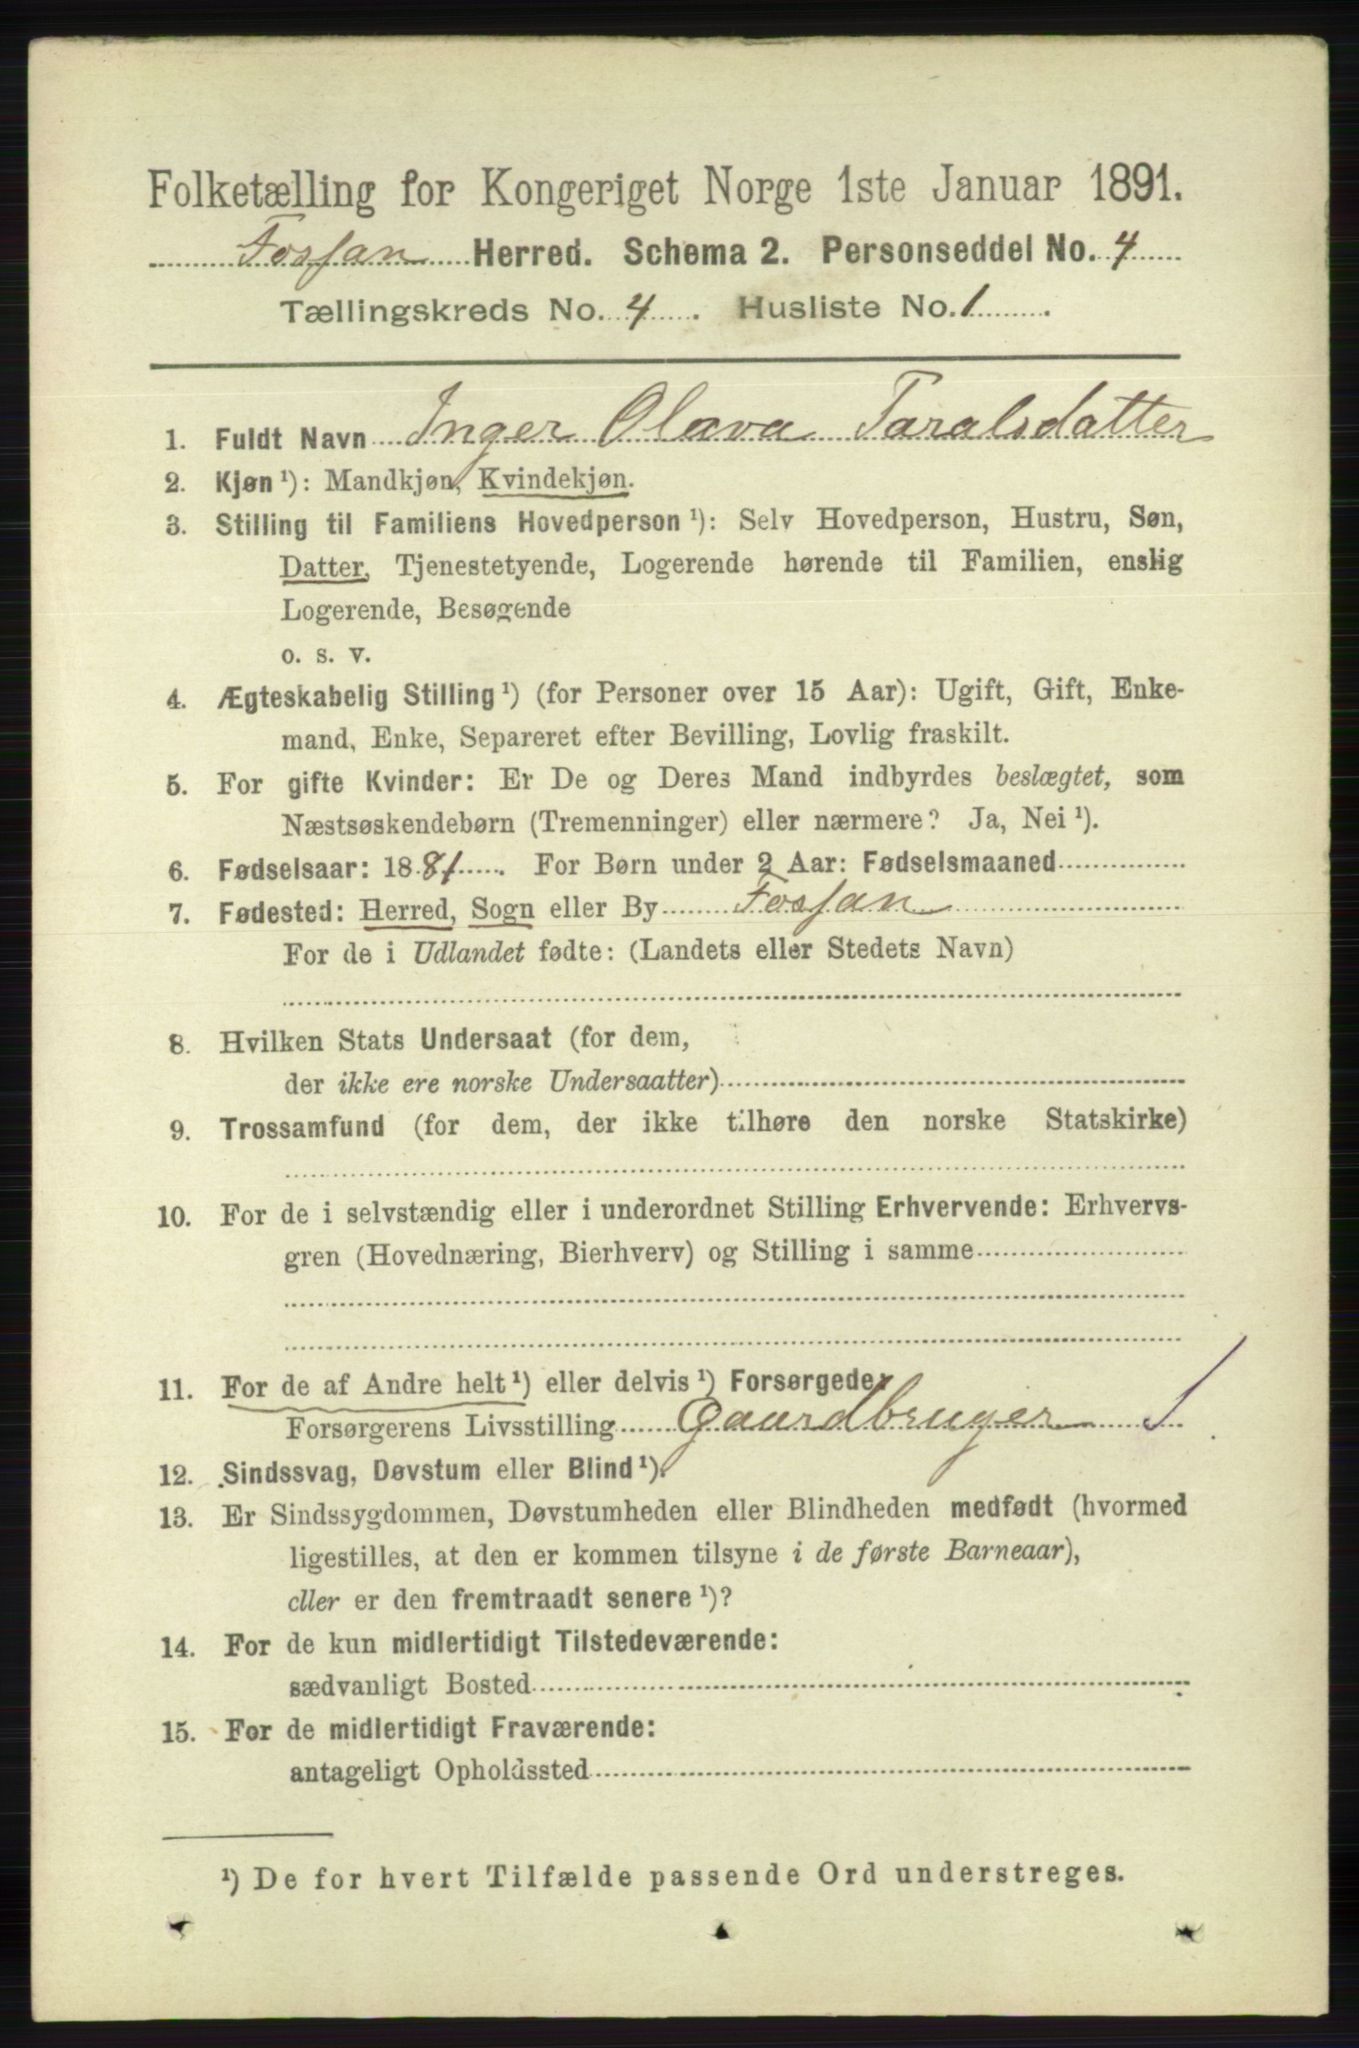 Folketælling for Kongeriget Norge 1ste Januar 1891.
Fossan Herred. Schema 2. Personseddel No. 4
Tællingskreds No. 4. Husliste No. 1.
1. Fuldt Navn Inger Olava Taralsdatter
2. Kjøn ¹): Mandkjøn, Kvindekjøn.
3. Stilling til Familiens Hovedperson ¹): Selv Hovedperson, Hustru, Søn,
Datter, Tjenestetyende, Logerende hørende til Familien, enslig
Logerende, Besøgende
o. s. v.
4. Ægteskabelig Stilling ¹) (for Personer over 15 Aar): Ugift, Gift, Enke-
mand, Enke, Separeret efter Bevilling, Lovlig fraskilt.
5. For gifte Kvinder: Er De og Deres Mand indbyrdes beslægtet, som
Næstsøskendebørn (Tremenninger) eller nærmere? Ja, Nei ¹).
6. Fødselsaar: 1881. For Børn under 2 Aar: Fødselsmaaned
7. Fødested: Herred, Sogn eller By Fossan
For de i Udlandet fødte: (Landets eller Stedets Navn)
8. Hvilken Stats Undersaat (for dem,
der ikke ere norske Undersaatter)
9. Trossamfund (for dem, der ikke tilhøre den norske Statskirke)
10. For de i selvstændig eller i underordnet Stilling Erhvervende: Erhvervs-
gren (Hovednæring, Bierhverv) og Stilling i samme
11. For de af Andre helt ¹) eller delvis ¹) Forsørgede,
Forsørgerens Livsstilling Gaardbruger
12. Sindssvag, Døvstum eller Blind ¹).
13. Er Sindssygdommen, Døvstumheden eller Blindheden medfødt (hvormed
ligestilles, at den er kommen tilsyne i de første Barneaar),
eller er den fremtraadt senere ¹)?
14. For de kun midlertidigt Tilstedeværende:
sædvanligt Bosted
15. For de midlertidigt Fraværende:
antageligt Opholdssted
¹) De for hvert Tilfælde passende Ord understreges.